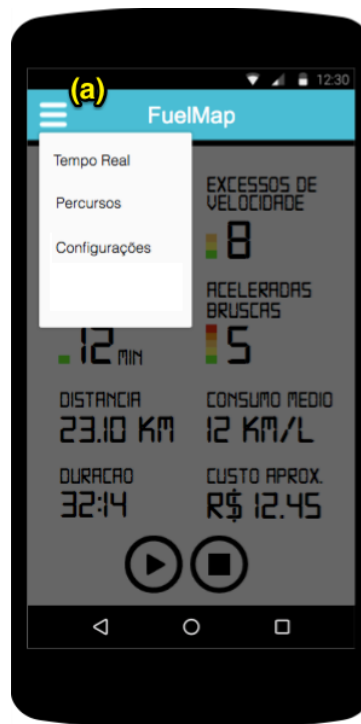 (a)
12:30
FuelMap
Tempo Real
Percursos
Configurações
EXCESSOS DE
VELOCIDADE
8
ACELERADAS
BRUSCAS
12 MIN
5
DISTANCIA
CONSUMO MEDIO
23.10 KM
12 KM/L
DURACAO
CUSTO APROX.
32:14
R$ 12.45